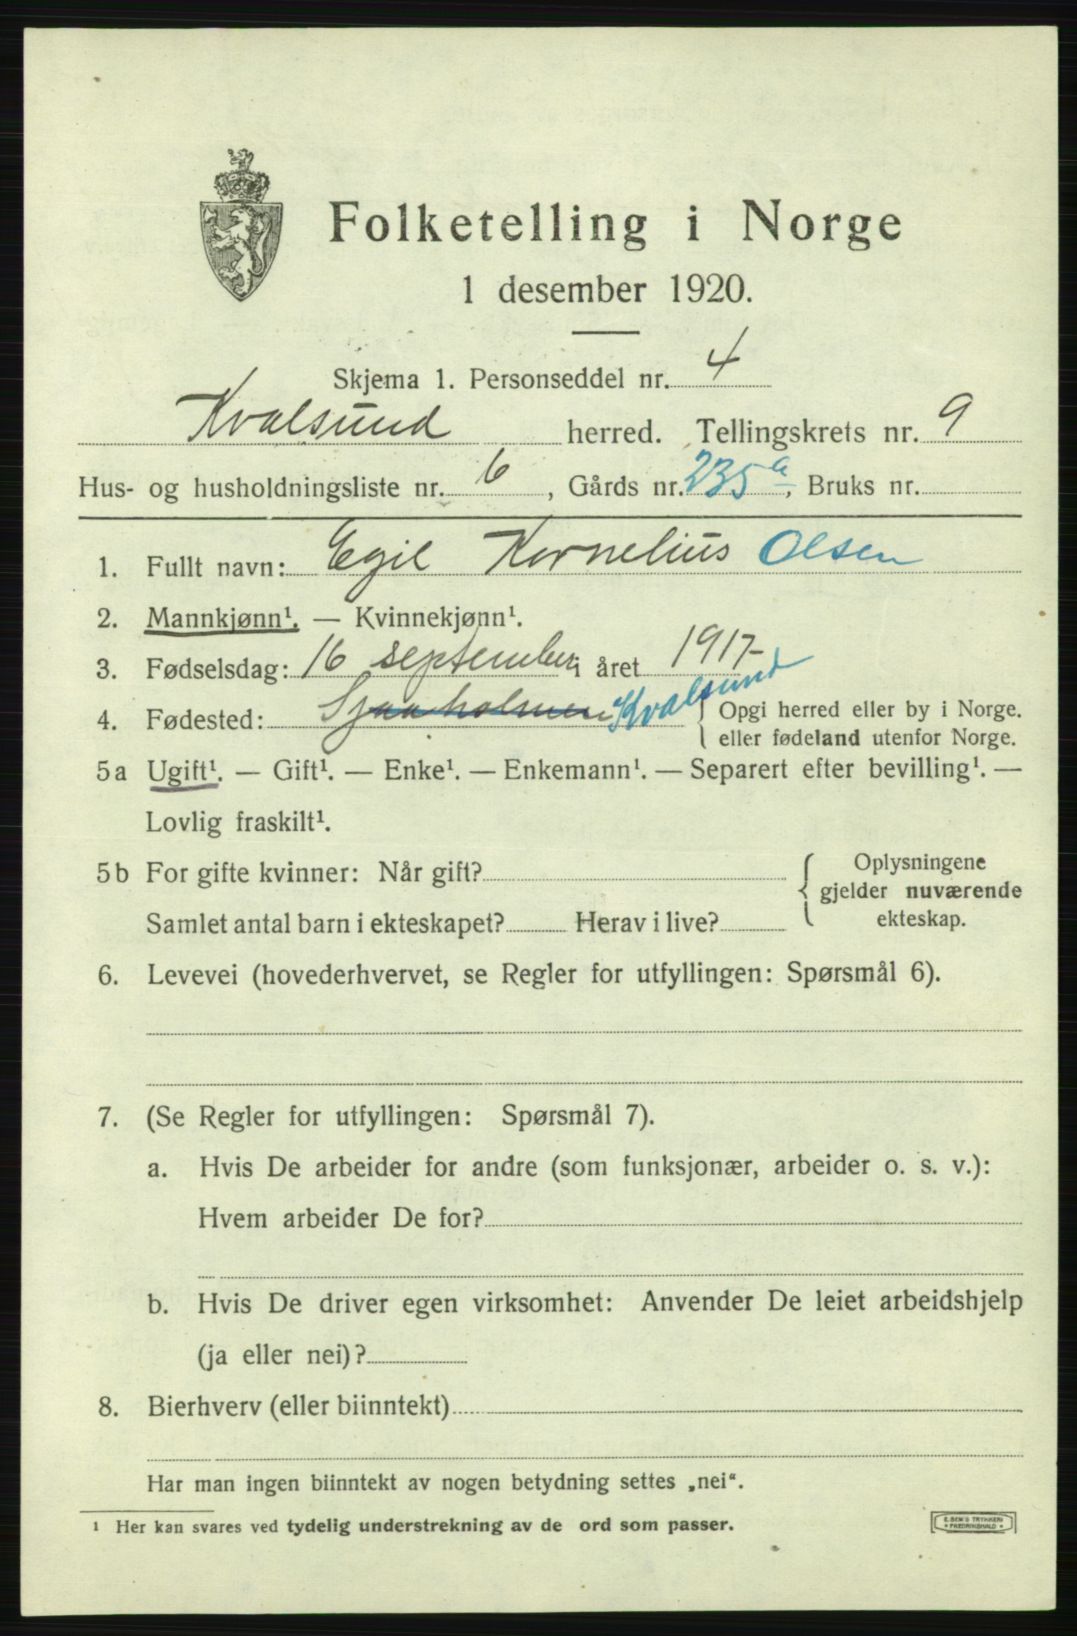 Folketelling i Norge
1 desember 1920.
Skjema 1. Personseddel nr. 4
Kvalsund herred. Tellingskrets nr. 9
Hus- og husholdningsliste nr. 6, Gårds nr. 235a, Bruks nr.
1. Fullt navn: Egil Kornelius Olsen
2. Mannkjønn¹. — Kvinnekjønn¹.
3. Fødselsdag: 16 september i året 1917-
4. Fødested: Sjaaholmen Kvalsund { Opgi herred eller by i Norge.
eller fødeland utenfor Norge.
5a Ugift¹. — Gift¹. — Enke¹. — Enkemann¹. — Separert efter bevilling¹. —
Lovlig fraskilt¹.
5b For gifte kvinner: Når gift?
Samlet antal barn i ekteskapet? Herav i live?
{ Oplysningene
gjelder nuværende
ekteskap.
6. Levevei (hovederhvervet, se Regler for utfyllingen: Spørsmål 6).
7. (Se Regler for utfyllingen: Spørsmål 7).
a. Hvis De arbeider for andre (som funksjonær, arbeider o. s. v.):
Hvem arbeider De for?
b. Hvis De driver egen virksomhet: Anvender De leiet arbeidshjelp
(ja eller nei)?
8. Bierhverv (eller biinntekt)
Har man ingen biinntekt av nogen betydning settes „nei“.
¹ Her kan svares ved tydelig understrekning av de ord som passer.
E. SEM'S TRYKKERI
FREDRIKSHALD